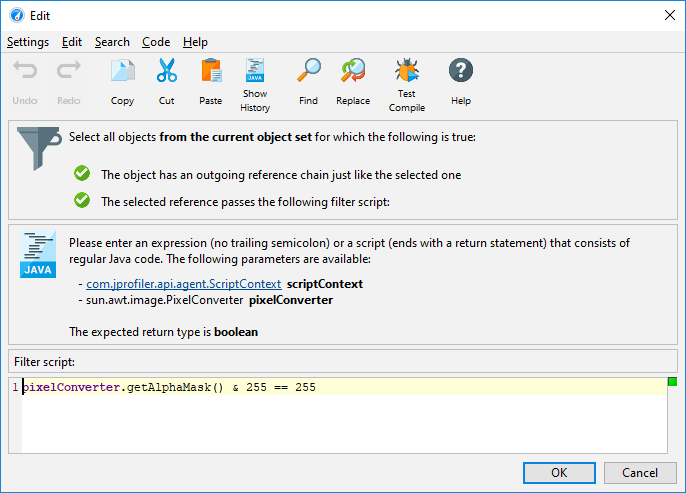 Edit
Settings Edit Search Code Help
Undo Redo Copy Cut Paste Show History Find Replace Test Compile Help
Select all objects from the current object set for which the following is true:
The object has an outgoing reference chain just like the selected one
The selected reference passes the following filter script:
JAVA
Please enter an expression (no trailing semicolon) or a script (ends with a return statement) that consists of
regular Java code. The following parameters are available:
- com.jprofiler.api.agent.ScriptContext scriptContext
- sun.awt.image.PixelConverter pixelConverter
The expected return type is boolean
Filter script:
1 pixelConverter.getAlphaMask() & 255 == 255
OK Cancel